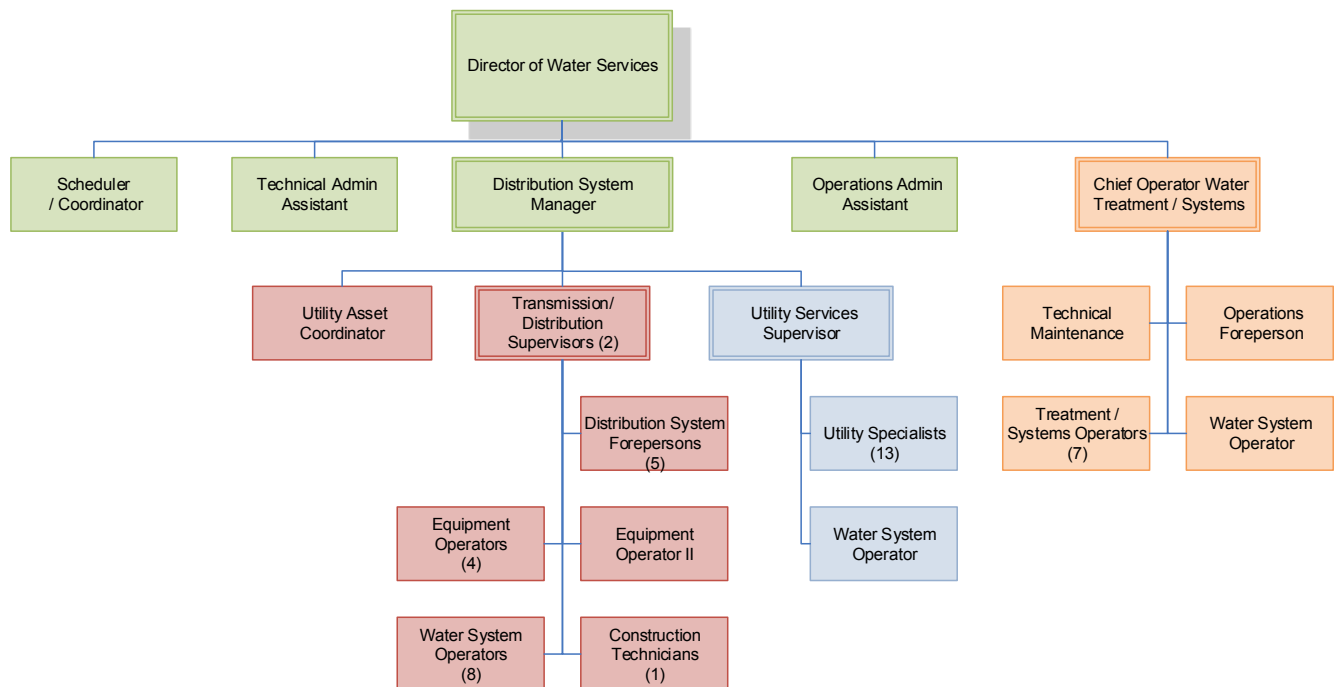 Director of Water Services
Scheduler
/ Coordinator
Technical Admin
Assistant
Distribution System
Manager
Operations Admin
Assistant
Chief Operator Water
Treatment / Systems
Utility Asset
Coordinator
Transmission/
Distribution
Supervisors (2)
Utility Services
Supervisor
Technical
Maintenance
Operations
Foreperson
Distribution System
Forepersons
(5)
Utility Specialists
(13)
Treatment /
Systems Operators
(7)
Water System
Operator
Equipment
Operators
(4)
Equipment
Operator II
Water System
Operator
Water System
Operators
(8)
Construction
Technicians
(1)